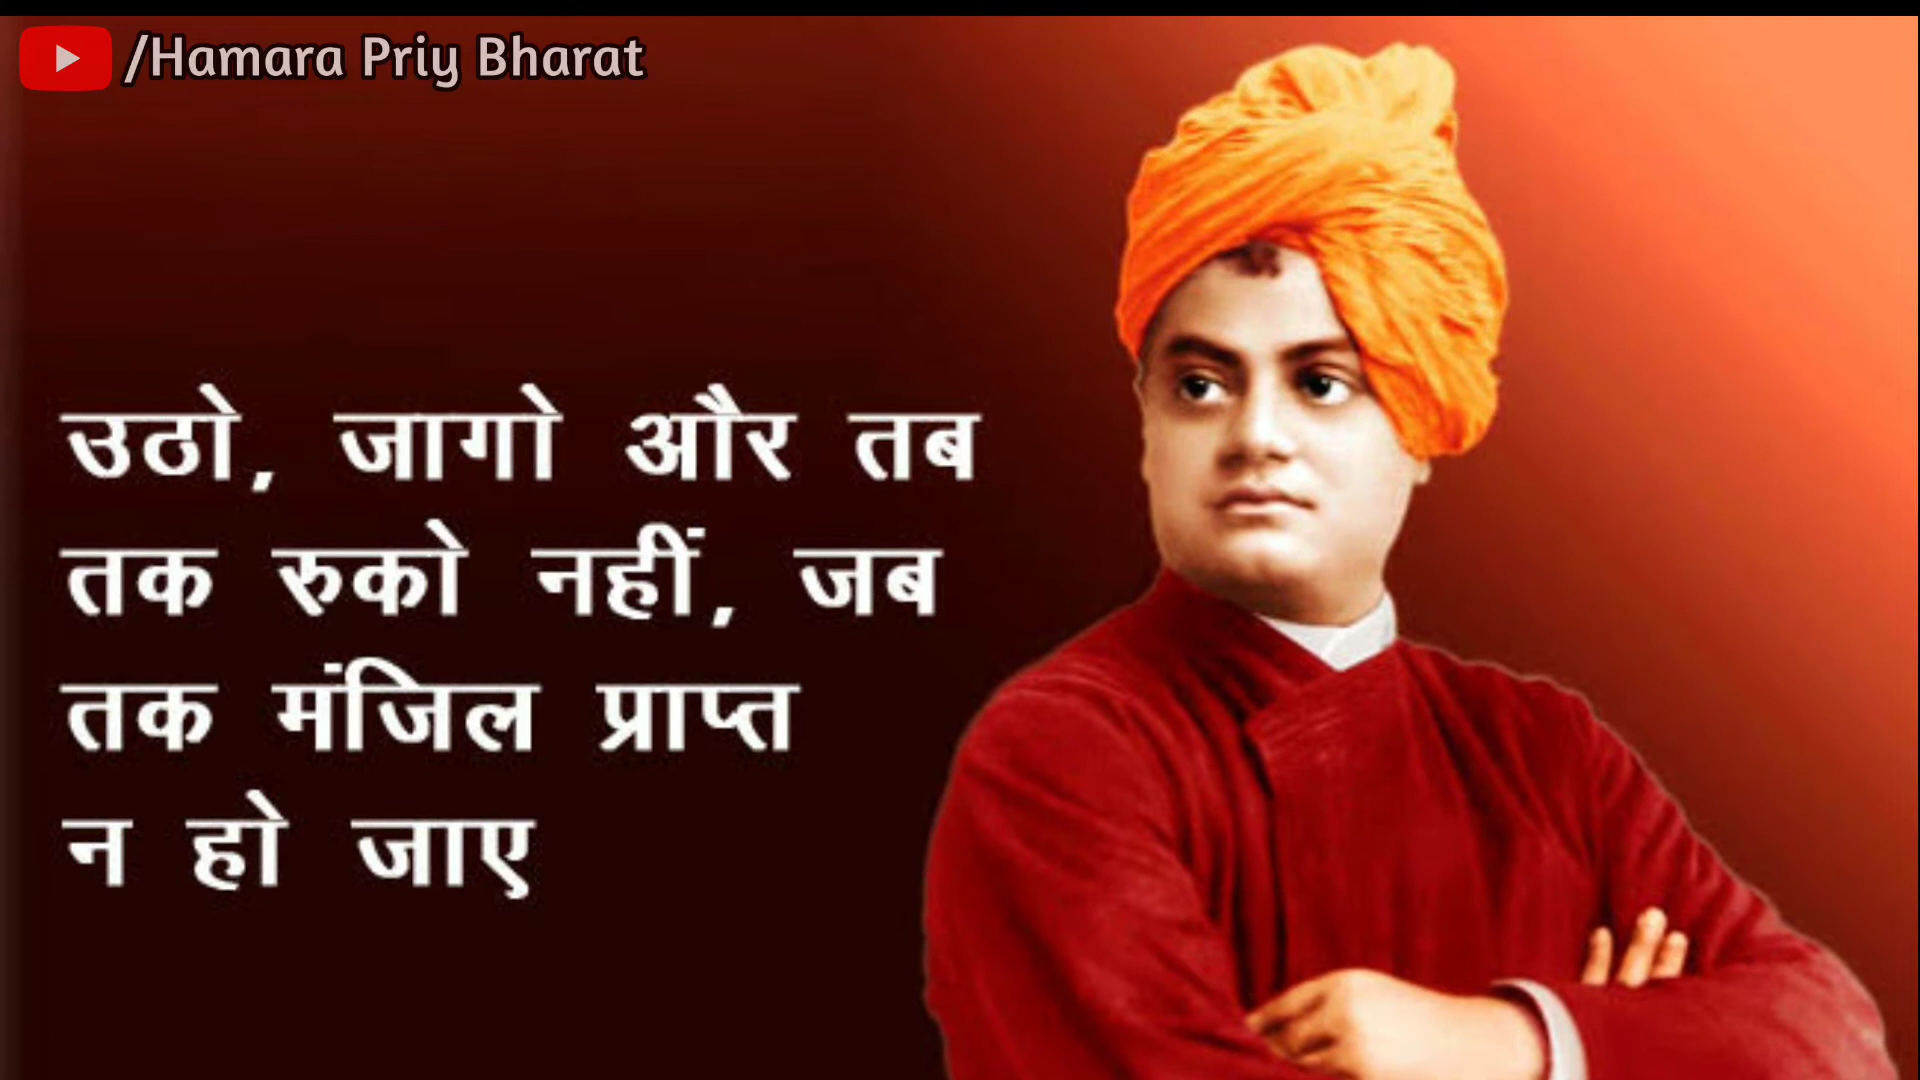 /Hamara Priy Bharat
उठो, जागो और तब
तक रुको नहीं, जब
तक मंजिल प्राप्त
न हो जाए